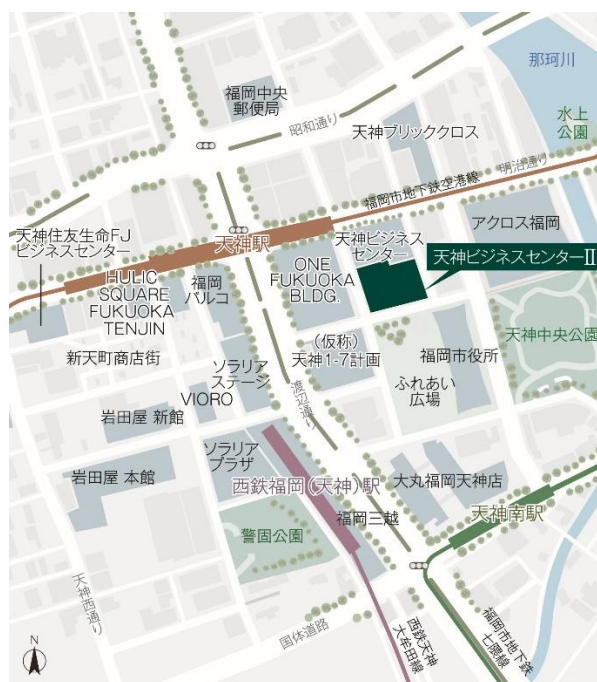 那珂川
福岡中央
郵便局
昭和通り
天神ブリッククロス
水上
公園
明治通り
福岡市地下鉄空港線
天神住友生命FJ
ビジネスセンター
天神駅
天神ビジネス
センター
アクロス福岡
天神ビジネスセンターⅡ
HULIC
SQUARE
FUKUOKA
TENJIN
福岡
パルコ
ONE
FUKUOKA
BLDG.
新天町商店街
ソラリア
ステージ
(仮称)
天神1-7計画
福岡市役所
天神中央公園
VIORO
渡辺通り
ふれあい
広場
岩田屋 新館
岩田屋 本館
ソラリア
プラザ
西鉄福岡(天神)駅
大丸福岡天神店
福岡三越
天神南駅
警固公園
天神西通り
国体道路
西鉄天神
大牟田線
福岡市地下鉄
七隈線
N